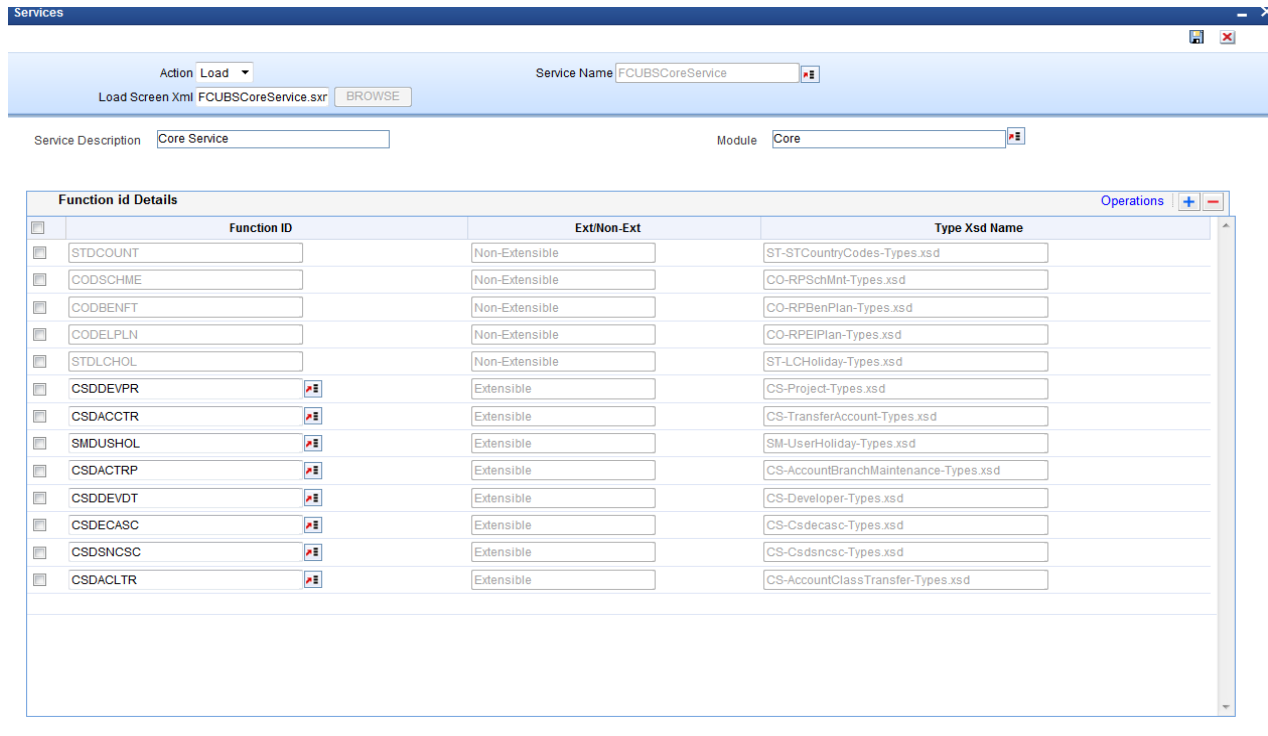 Services
Action Load Service Name FCUBSCoreService
Load Screen Xml FCUBSCoreService.sxr BROWSE
Service Description Core Service Module Core
Function id Details Operations
Function ID Ext/Non-Ext Type Xsd Name
STDCOUNT Non-Extensible ST-STCountryCodes-Types.xsd
CODSCHME Non-Extensible CO-RPSchMnt-Types.xsd
CODBENFT Non-Extensible CO-RPBenPlan-Types.xsd
CODELPLN Non-Extensible CO-RPElPlan-Types.xsd
STDLCHOL Non-Extensible ST-LCHoliday-Types.xsd
CSDDEVPR Extensible CS-Project-Types.xsd
CSDACCTR Extensible CS-TransferAccount-Types.xsd
SMDUSHOL Extensible SM-UserHoliday-Types.xsd
CSDACTRP Extensible CS-AccountBranchMaintenance-Types.xsd
CSDDEVDT Extensible CS-Developer-Types.xsd
CSDECASC Extensible CS-Csdecasc-Types.xsd
CSDSNCSC Extensible CS-Csdsncsc-Types.xsd
CSDACLTR Extensible CS-AccountClassTransfer-Types.xsd